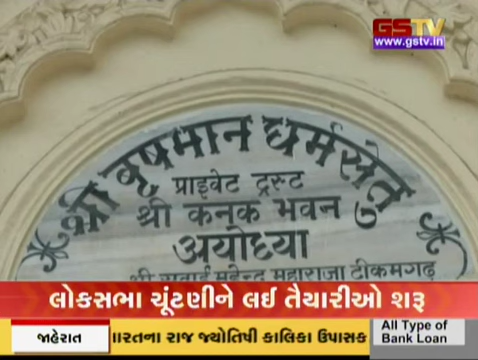 GSTV
www.gstv.in
श्री वृषभान धर्मसेतु
प्राइवेट ट्रस्ट
श्री कनक भवन
अयोध्या
श्री सवाई महेन्द्र महाराजा टीकमगढ़
લોકસભા ચૂંટણીને લઈ તૈયારીઓ શરૂ
જાહેરાત
ારતના રાજ જ્યોતિષી કાલિકા ઉપાસક
All Type of
Bank Loan